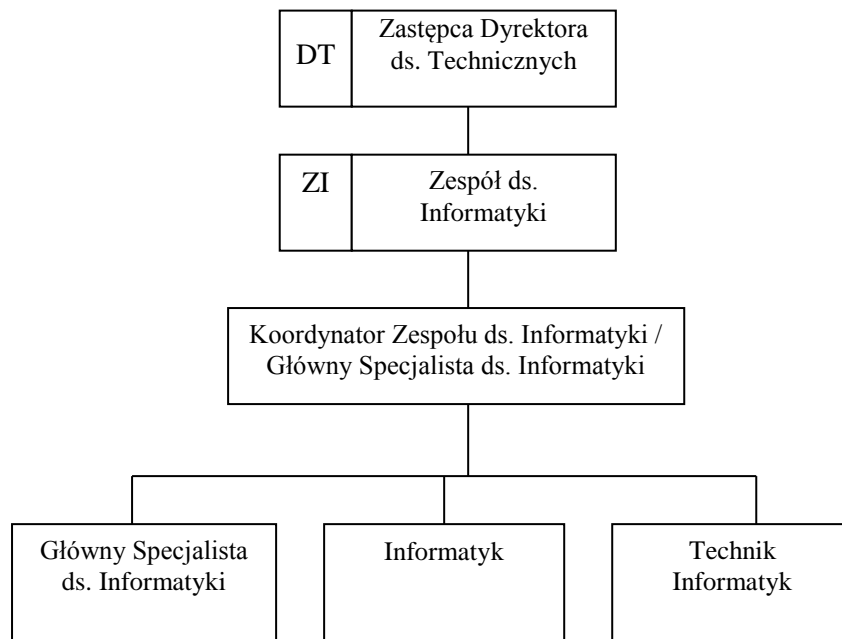 DT
Zastępca Dyrektora
ds. Technicznych
ZI
Zespół ds.
Informatyki
Koordynator Zespołu ds. Informatyki /
Główny Specjalista ds. Informatyki
Główny Specjalista
ds. Informatyki
Informatyk
Technik
Informatyk